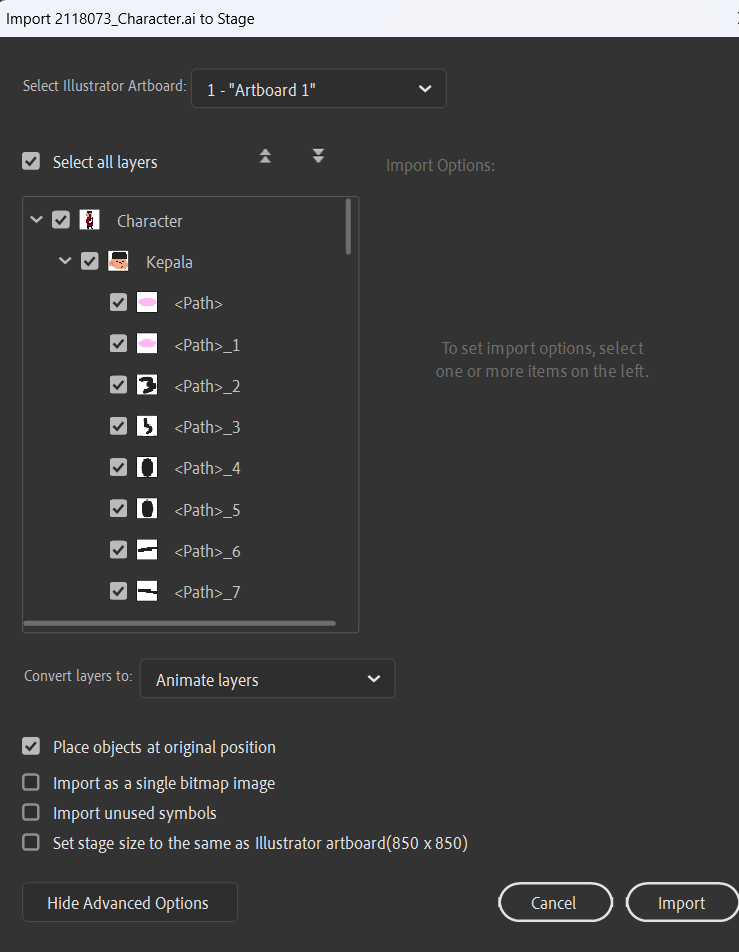 Import 2118073_Character.ai to Stage
Select Illustrator Artboard:
1 - "Artboard 1"
Select all layers
Import Options:
Character
Kepala
<Path>
<Path>_1
<Path>_2
<Path>_3
<Path>_4
<Path>_5
<Path>_6
<Path>_7
To set import options, select
one or more items on the left.
Convert layers to:
Animate layers
Place objects at original position
Import as a single bitmap image
Import unused symbols
Set stage size to the same as Illustrator artboard(850 x 850)
Hide Advanced Options
Cancel
Import